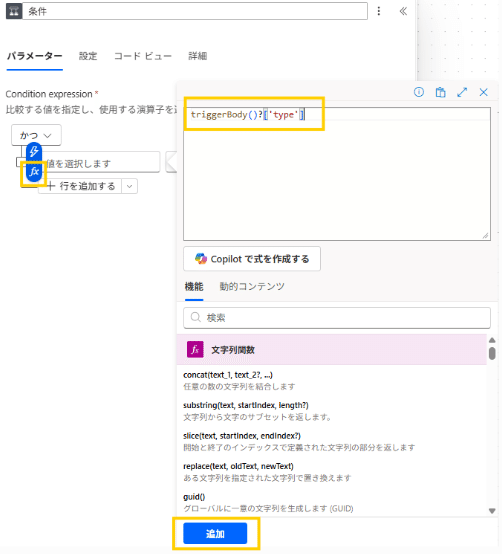 条件
パラメーター 設定 コード ビュー 詳細
Condition expression *
比較する値を指定し、使用する演算子を
かつ
値を選択します
fx
行を追加する
triggerBody()?['type']
Copilot で式を作成する
機能 動的コンテンツ
検索
fx 文字列関数
concat(text_1, text_2?, ...)
任意の数の文字列を結合します
substring(text, startIndex, length?)
文字列から文字のサブセットを返します。
slice(text, startIndex, endIndex?)
開始と終了のインデックスで定義された文字列の部分を返します
replace(text, oldText, newText)
ある文字列を指定された文字列で置き換えます
guid()
グローバルに一意の文字列を生成します (GUID)
追加